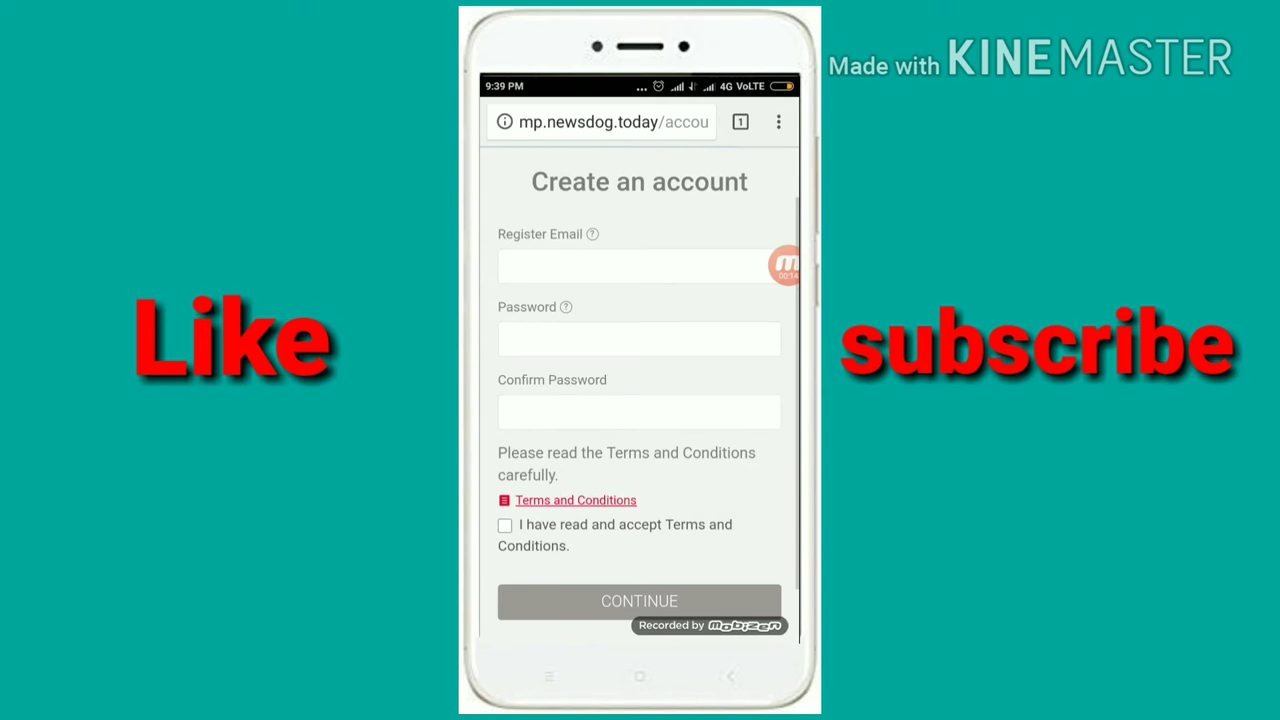 Made with KINEMASTER
9:39 PM ... 4G VoLTE
mp.newsdog.today/accou 1
Create an account
Register Email ?
00:14
Password ?
Like
subscribe
Confirm Password
Please read the Terms and Conditions
carefully.
Terms and Conditions
I have read and accept Terms and
Conditions.
CONTINUE
Recorded by mobizen